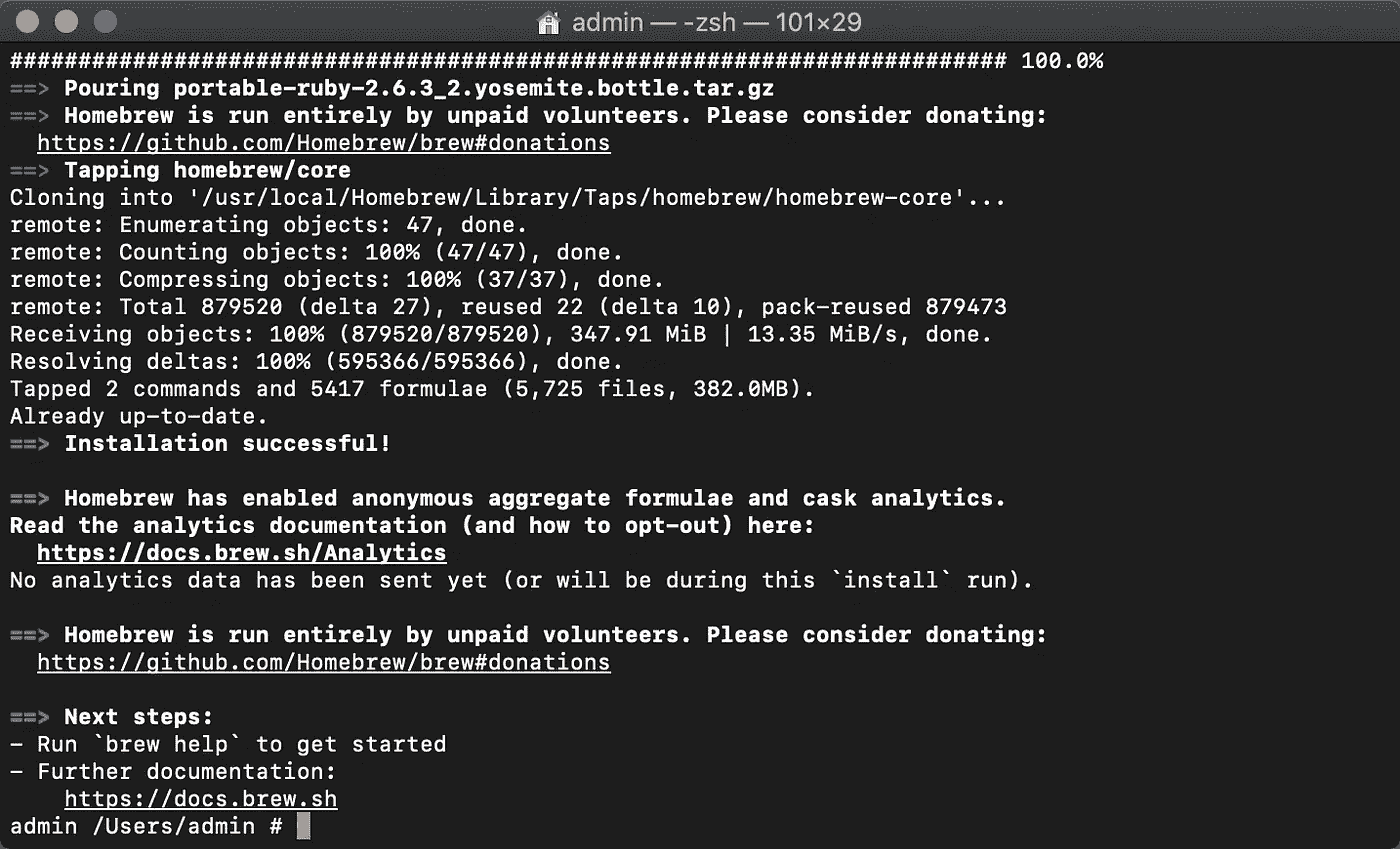 admin — -zsh — 101×29
######################################################################### 100.0%
==> Pouring portable-ruby-2.6.3_2.yosemite.bottle.tar.gz
==> Homebrew is run entirely by unpaid volunteers. Please consider donating:
https://github.com/Homebrew/brew#donations
==> Tapping homebrew/core
Cloning into '/usr/local/Homebrew/Library/Taps/homebrew/homebrew-core'...
remote: Enumerating objects: 47, done.
remote: Counting objects: 100% (47/47), done.
remote: Compressing objects: 100% (37/37), done.
remote: Total 879520 (delta 27), reused 22 (delta 10), pack-reused 879473
Receiving objects: 100% (879520/879520), 347.91 MiB | 13.35 MiB/s, done.
Resolving deltas: 100% (595366/595366), done.
Tapped 2 commands and 5417 formulae (5,725 files, 382.0MB).
Already up-to-date.
==> Installation successful!
==> Homebrew has enabled anonymous aggregate formulae and cask analytics.
Read the analytics documentation (and how to opt-out) here:
https://docs.brew.sh/Analytics
No analytics data has been sent yet (or will be during this `install` run).
==> Homebrew is run entirely by unpaid volunteers. Please consider donating:
https://github.com/Homebrew/brew#donations
==> Next steps:
- Run `brew help` to get started
- Further documentation:
https://docs.brew.sh
admin /Users/admin #